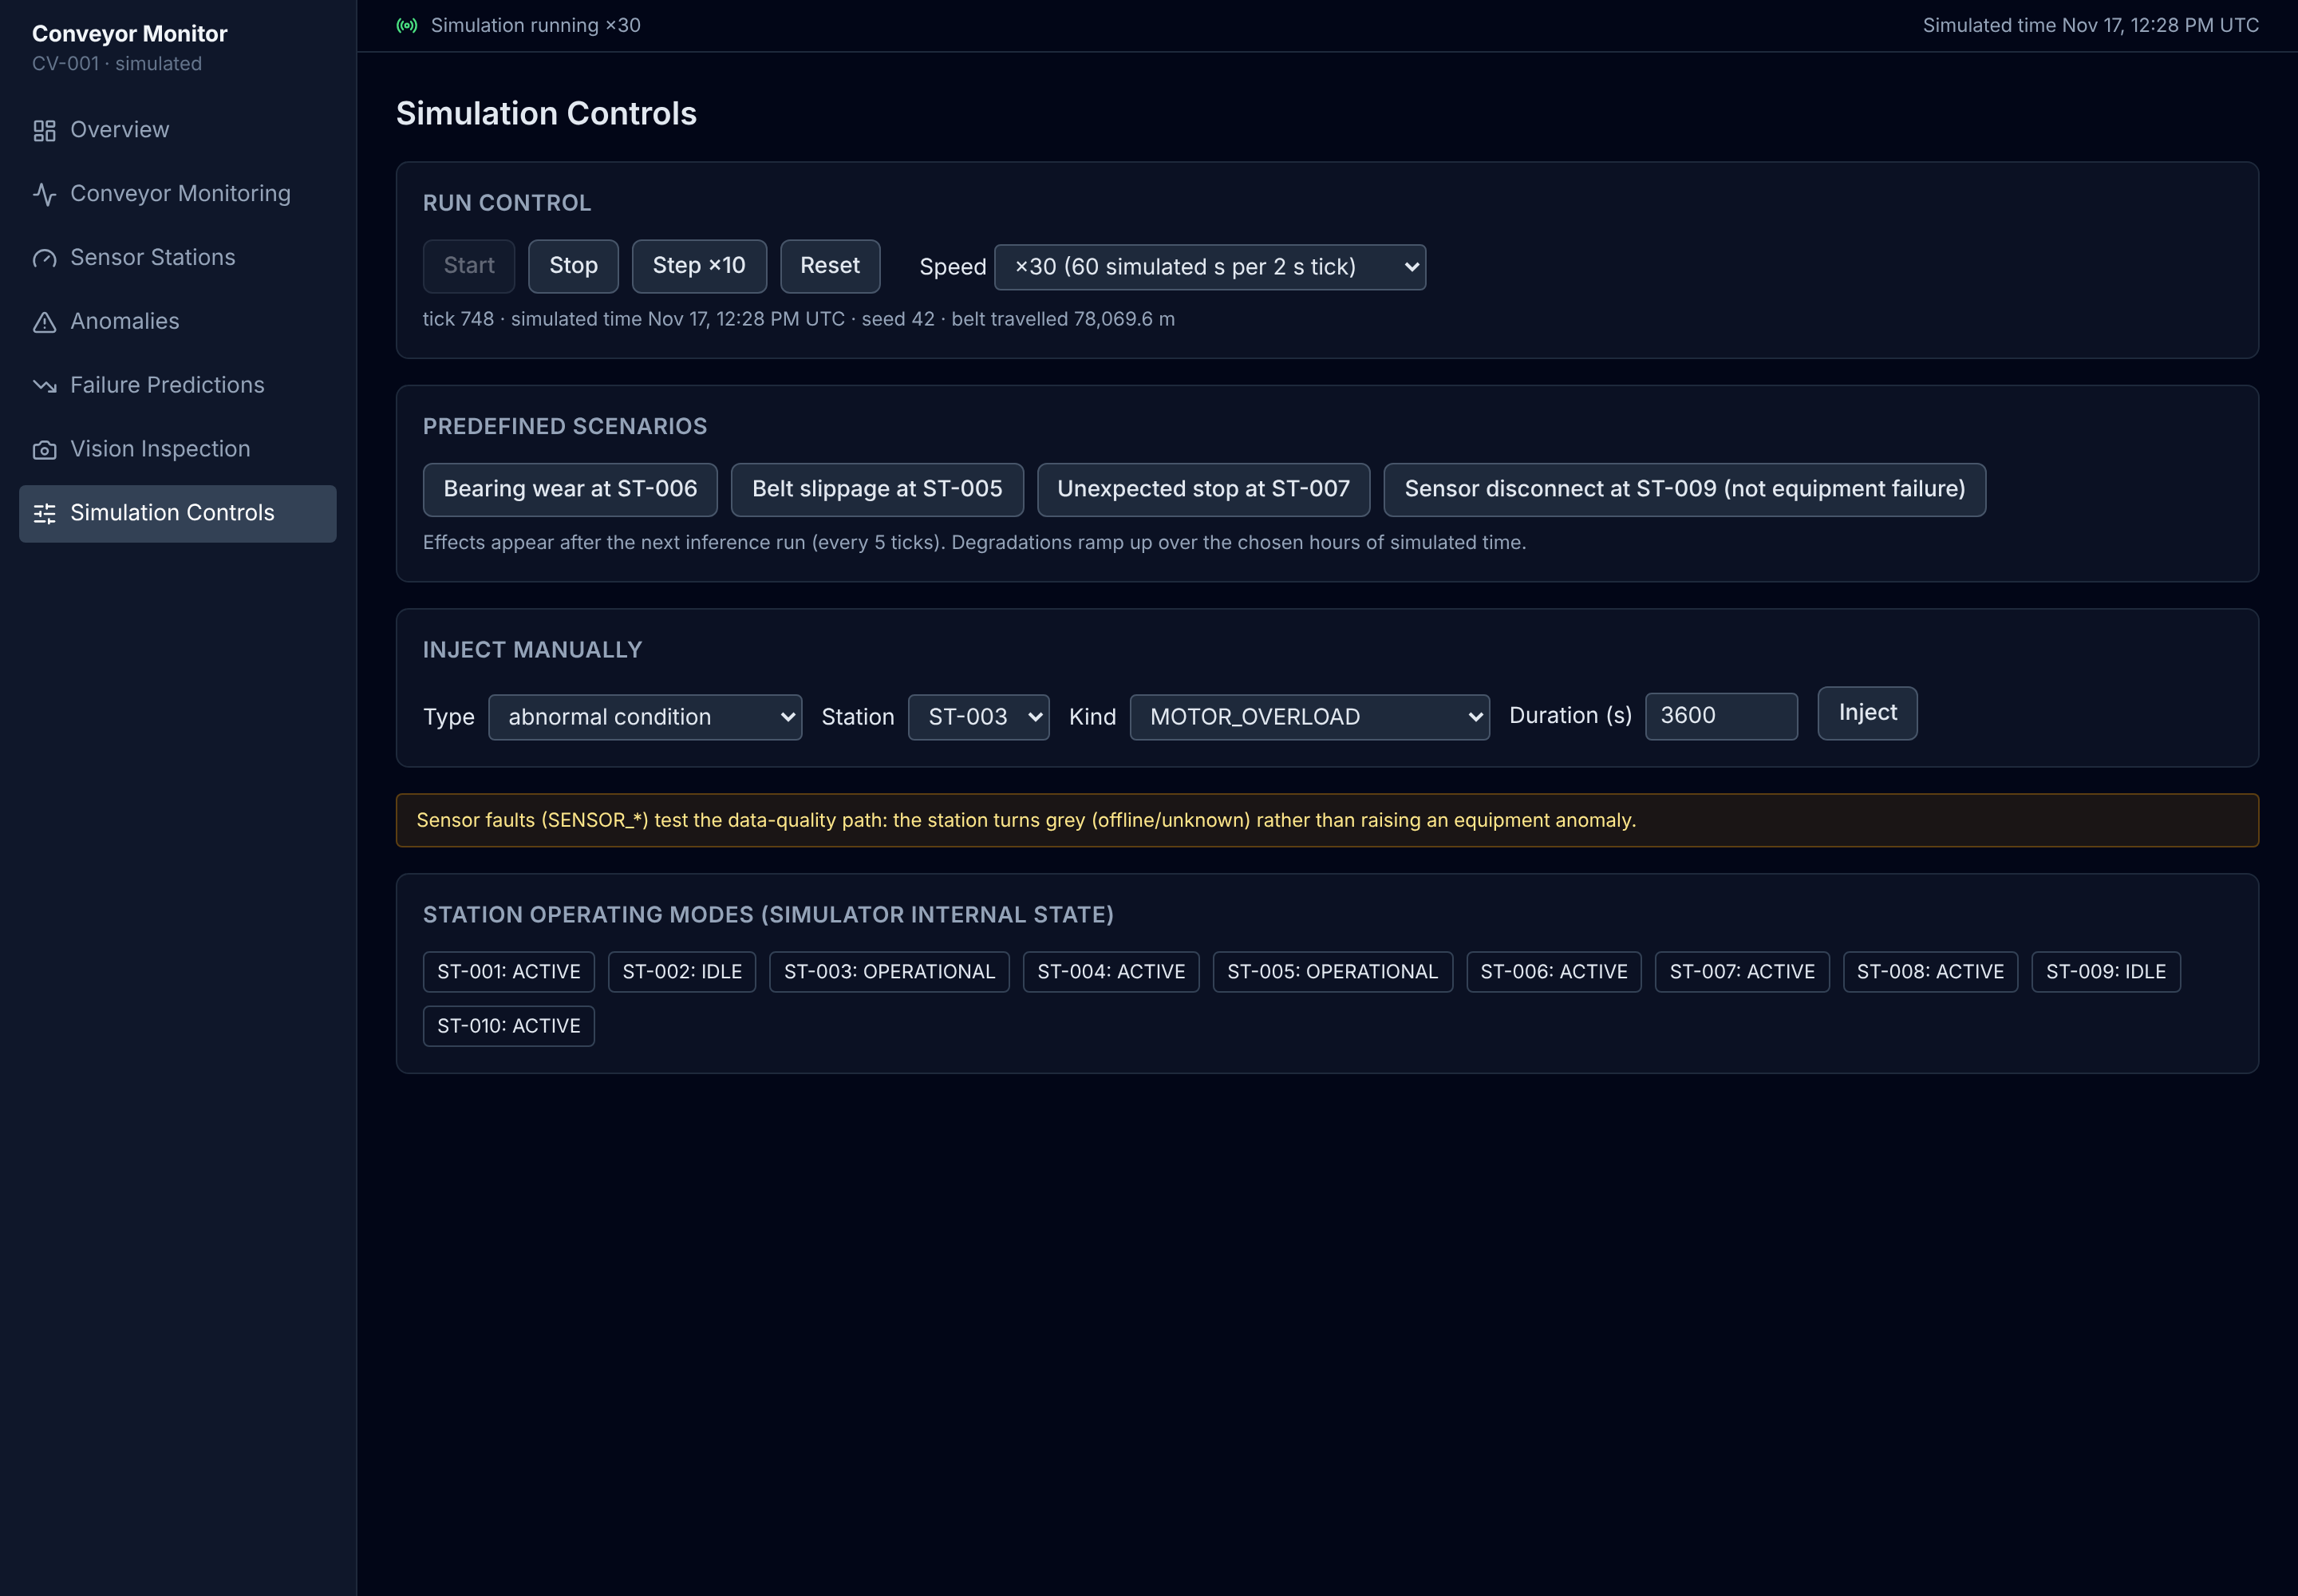 Conveyor Monitor
CV-001 · simulated
Overview
Conveyor Monitoring
Sensor Stations
Anomalies
Failure Predictions
Vision Inspection
Simulation Controls
Simulation running ×30
Simulated time Nov 17, 12:28 PM UTC
Simulation Controls
RUN CONTROL
Start Stop Step ×10 Reset Speed ×30 (60 simulated s per 2 s tick)
tick 748 · simulated time Nov 17, 12:28 PM UTC · seed 42 · belt travelled 78,069.6 m
PREDEFINED SCENARIOS
Bearing wear at ST-006 Belt slippage at ST-005 Unexpected stop at ST-007 Sensor disconnect at ST-009 (not equipment failure)
Effects appear after the next inference run (every 5 ticks). Degradations ramp up over the chosen hours of simulated time.
INJECT MANUALLY
Type abnormal condition Station ST-003 Kind MOTOR_OVERLOAD Duration (s) 3600 Inject
Sensor faults (SENSOR_*) test the data-quality path: the station turns grey (offline/unknown) rather than raising an equipment anomaly.
STATION OPERATING MODES (SIMULATOR INTERNAL STATE)
ST-001: ACTIVE ST-002: IDLE ST-003: OPERATIONAL ST-004: ACTIVE ST-005: OPERATIONAL ST-006: ACTIVE ST-007: ACTIVE ST-008: ACTIVE ST-009: IDLE
ST-010: ACTIVE